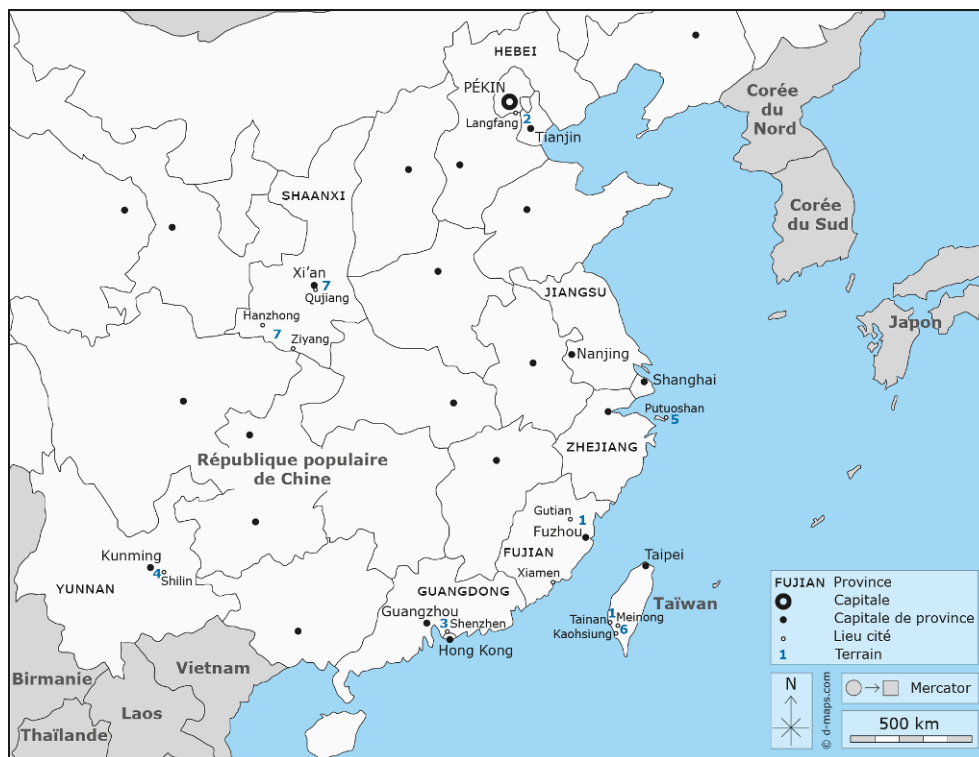 HEBEI
PÉKIN
Langfang
2
Tianjin
Corée
du
Nord
Corée
du Sud
SHAANXI
Xi'an
7
Qujiang
Hanzhong
7
Ziyang
JIANGSU
Japon
Nanjing
Shanghai
Putuoshan
5
ZHEJIANG
République populaire
de Chine
Gutian
1
Fuzhou
FUJIAN
Xiamen
Kunming
4
Shilin
YUNNAN
GUANGDONG
Guangzhou
3
Shenzhen
Hong Kong
Taipei
Taïwan
1
Tainan
Meinong
6
Kaohsiung
Birmanie
Vietnam
Laos
Thaïlande
FUJIAN Province
Capitale
Capitale de province
Lieu cité
1 Terrain
N
© d-maps.com
Mercator
500 km